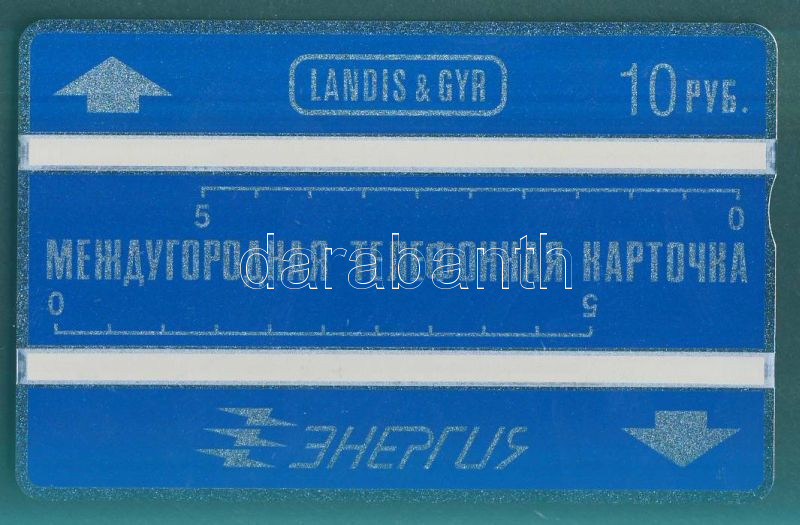 LANDIS & GYR 10 РУБ.
5 0
МЕЖДУГОРОДНАЯ ТЕЛЕФОННАЯ КАРТОЧКА
darabanth
0 5
ЭНЕРГИЯ